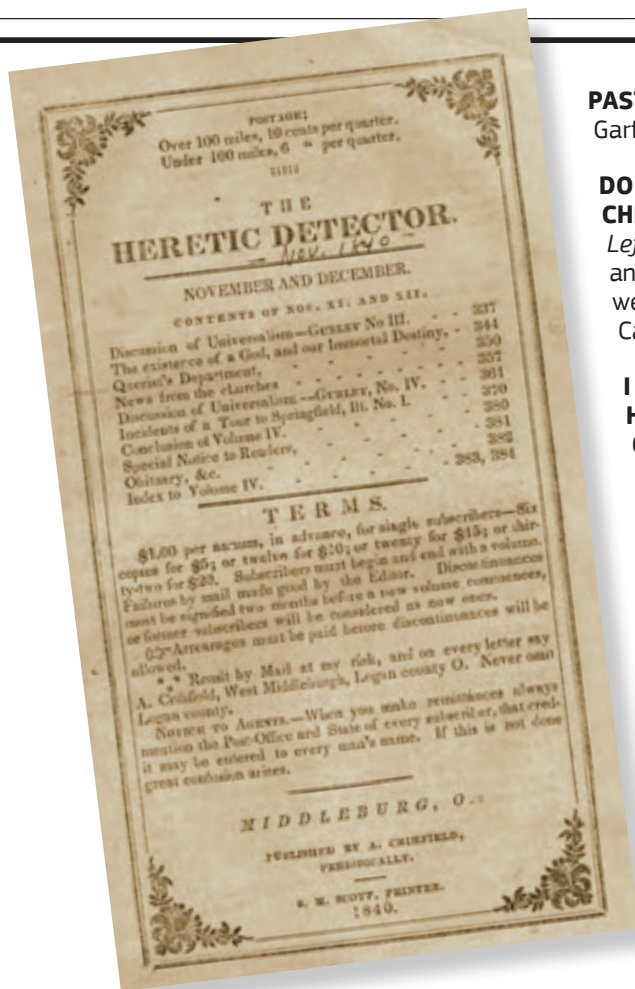 POSTAGE;
Over 100 miles, 10 cents per quarter.
Under 100 miles, 6 " per quarter.
THE
HERETIC DETECTOR.
- Nov. 1840 -
NOVEMBER AND DECEMBER.
CONTENTS OF NOS. XI. AND XII.
Discussion of Universalism—GURLEY No III. - - 337
The existence of a God, and our Immortal Destiny, - 344
Querist's Department, - - - - 350
News from the churches - - - - 357
Discussion of Universalism—GURLEY, No. IV. - - 361
Incidents of a Tour to Springfield, Ill. No. I. - 370
Conclusion of Volume IV. - - - - 380
Special Notice to Readers, - - - - 381
Obituary, &c. - - - - 382
Index to Volume IV. - - - - 383, 384
TERMS.
$1.00 per annum, in advance, for single subscribers—Six
copies for $5; or twelve for $10; or twenty for $15; or thir-
ty-two for $20. Subscribers must begin and end with a volume.
Failures by mail made good by the Editor. Discontinuances
must be signified two months before a new volume commences,
or former subscribers will be considered as new ones.
Arrearages must be paid before discontinuances will be
allowed.
*** Remit by Mail at my risk, and on every letter say
A. Crihfield, West Middleburgh, Logan county O. Never omit
Logan county.
NOTICE TO AGENTS.—When you make remittances always
mention the Post-Office and State of every subscriber, that cred-
it may be entered to every man's name. If this is not done
great confusion arises.
MIDDLEBURG, O.:
PUBLISHED BY A. CRIHFIELD,
PERIODICALLY.
SCOTT, PRINTER.
1840.
PAST
Garf
DO
CH
Lef
an
we
Ca
I
H